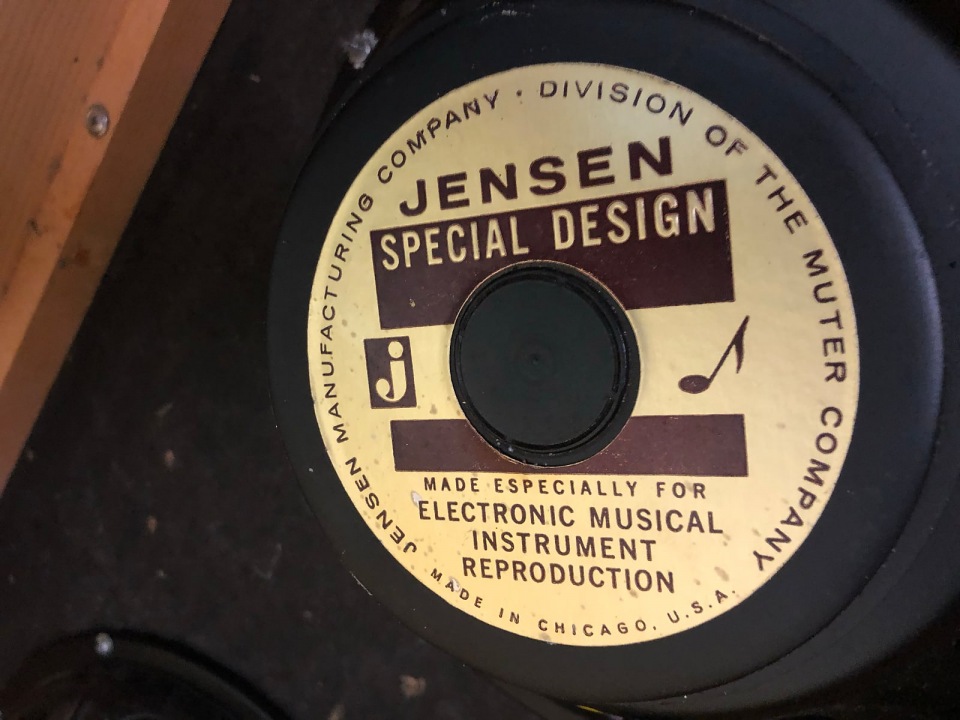 JENSEN MANUFACTURING COMPANY · DIVISION OF THE MUTER COMPANY
JENSEN
SPECIAL DESIGN
j
MADE ESPECIALLY FOR
ELECTRONIC MUSICAL
INSTRUMENT
REPRODUCTION
MADE IN CHICAGO, U.S.A.